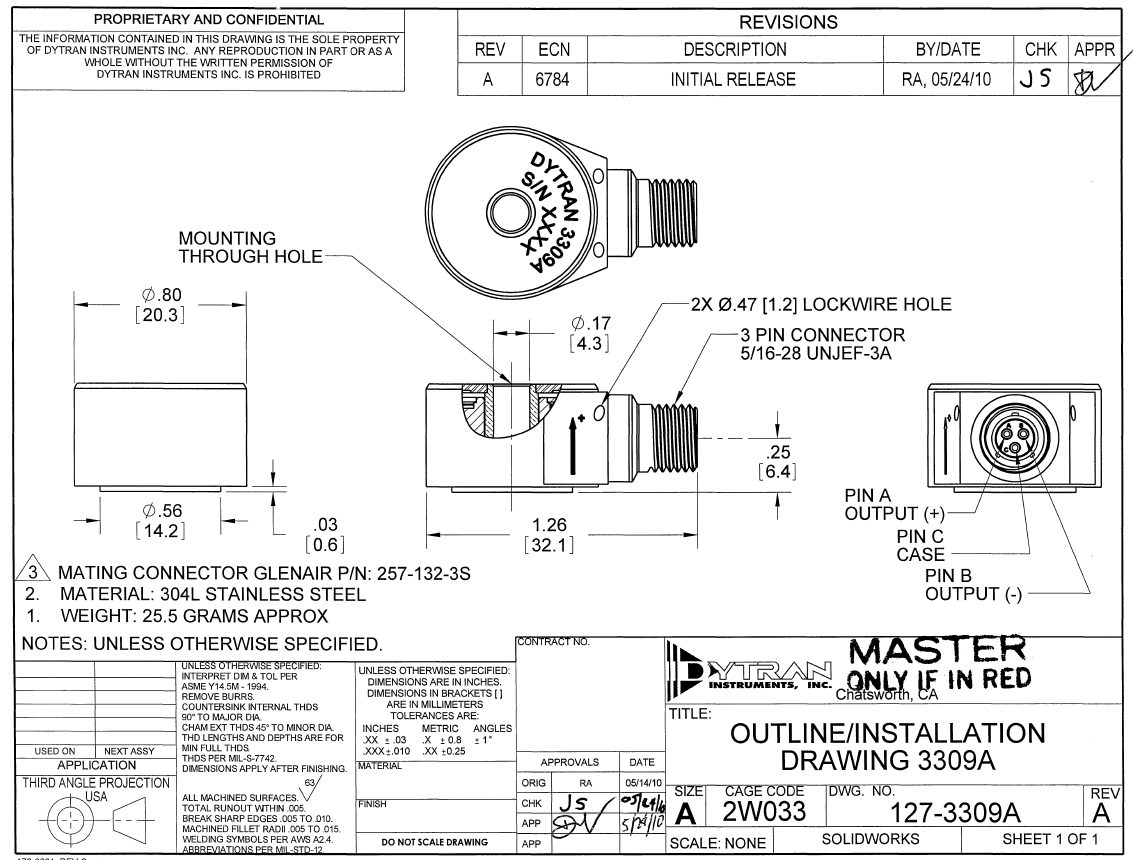 PROPRIETARY AND CONFIDENTIAL
THE INFORMATION CONTAINED IN THIS DRAWING IS THE SOLE PROPERTY
OF DYTRAN INSTRUMENTS INC. ANY REPRODUCTION IN PART OR AS A
WHOLE WITHOUT THE WRITTEN PERMISSION OF
DYTRAN INSTRUMENTS INC. IS PROHIBITED
REVISIONS
REV ECN DESCRIPTION BY/DATE CHK APPR
A 6784 INITIAL RELEASE RA, 05/24/10 JS
DYTRAN 3309A
S/N XXXX
MOUNTING
THROUGH HOLE
Ø.80
[20.3]
Ø.17
[4.3]
2X Ø.47 [1.2] LOCKWIRE HOLE
3 PIN CONNECTOR
5/16-28 UNJEF-3A
+
+
A B
C
.25
[6.4]
Ø.56
[14.2]
.03
[0.6]
1.26
[32.1]
PIN A
OUTPUT (+)
PIN C
CASE
PIN B
OUTPUT (-)
3 MATING CONNECTOR GLENAIR P/N: 257-132-3S
2. MATERIAL: 304L STAINLESS STEEL
1. WEIGHT: 25.5 GRAMS APPROX
NOTES: UNLESS OTHERWISE SPECIFIED.
USED ON NEXT ASSY
APPLICATION
THIRD ANGLE PROJECTION
USA
UNLESS OTHERWISE SPECIFIED:
INTERPRET DIM & TOL PER
ASME Y14.5M - 1994.
REMOVE BURRS.
COUNTERSINK INTERNAL THDS
90° TO MAJOR DIA.
CHAM EXT THDS 45° TO MINOR DIA.
THD LENGTHS AND DEPTHS ARE FOR
MIN FULL THDS.
THDS PER MIL-S-7742.
DIMENSIONS APPLY AFTER FINISHING.
63
ALL MACHINED SURFACES.
TOTAL RUNOUT WITHIN .005.
BREAK SHARP EDGES .005 TO .010.
MACHINED FILLET RADII .005 TO .015.
WELDING SYMBOLS PER AWS A2.4.
ABBREVIATIONS PER MIL-STD-12.
UNLESS OTHERWISE SPECIFIED:
DIMENSIONS ARE IN INCHES.
DIMENSIONS IN BRACKETS [ ]
ARE IN MILLIMETERS
TOLERANCES ARE:
INCHES METRIC ANGLES
.XX ± .03 .X ± 0.8 ± 1°
.XXX±.010 .XX ±0.25
MATERIAL
FINISH
DO NOT SCALE DRAWING
CONTRACT NO.
APPROVALS DATE
ORIG RA 05/14/10
CHK JS 05/24/10
APP 5/24/10
APP
DYTRAN
INSTRUMENTS, INC.
MASTER
ONLY IF IN RED
Chatsworth, CA
TITLE:
OUTLINE/INSTALLATION
DRAWING 3309A
SIZE CAGE CODE DWG. NO. REV
A 2W033 127-3309A A
SCALE: NONE SOLIDWORKS SHEET 1 OF 1